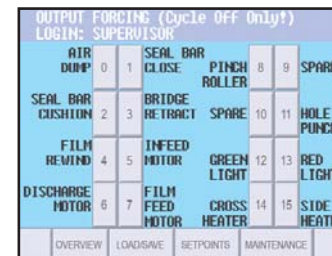 OUTPUT FORCING (Cycle Off Only!)
LOGIN: SUPERVISOR
AIR DUMP 0 1 SEAL BAR CLOSE
PINCH ROLLER 8 9 SPARE
SEAL BAR CUSHION 2 3 BRIDGE RETRACT
SPARE 10 11 HOLE PUNCH
FILM REWIND 4 5 INFEED MOTOR
GREEN LIGHT 12 13 RED LIGHT
DISCHARGE MOTOR 6 7 FILM FEED MOTOR
CROSS HEATER 14 15 SIDE HEATER
OVERVIEW LOAD/SAVE SETPOINTS MAINTENANCE